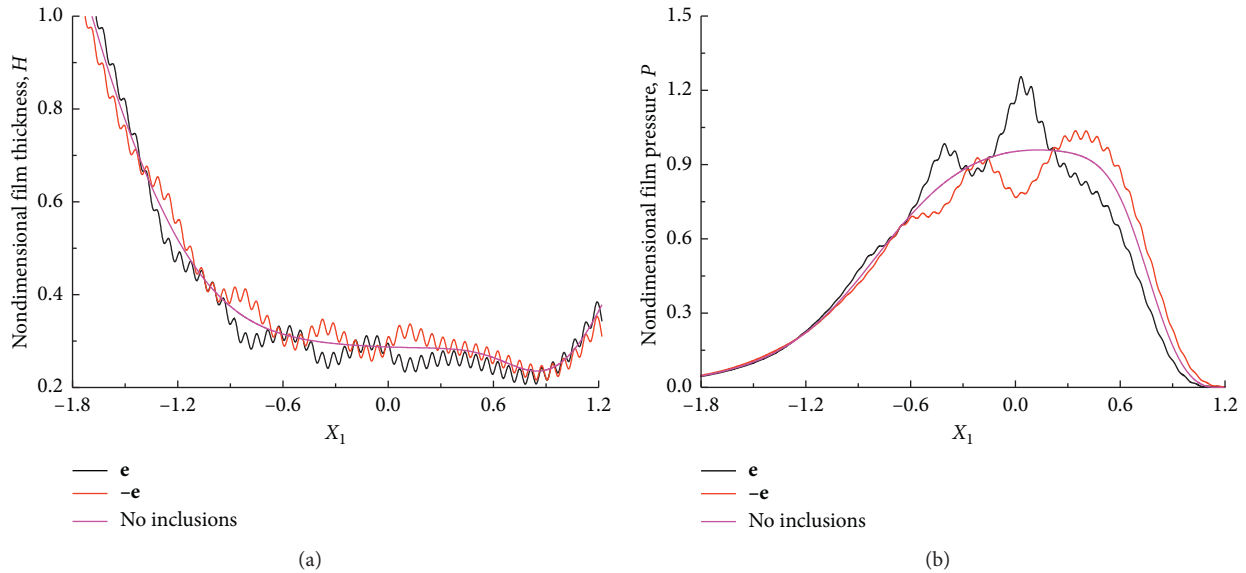 Nondimensional film thickness, H
1.0
0.8
0.6
0.4
0.2
–1.8
–1.2
–0.6
0.0
0.6
1.2
X1
e
–e
No inclusions
(a)
Nondimensional film pressure, P
1.5
1.2
0.9
0.6
0.3
0.0
–1.8
–1.2
–0.6
0.0
0.6
1.2
X1
e
–e
No inclusions
(b)